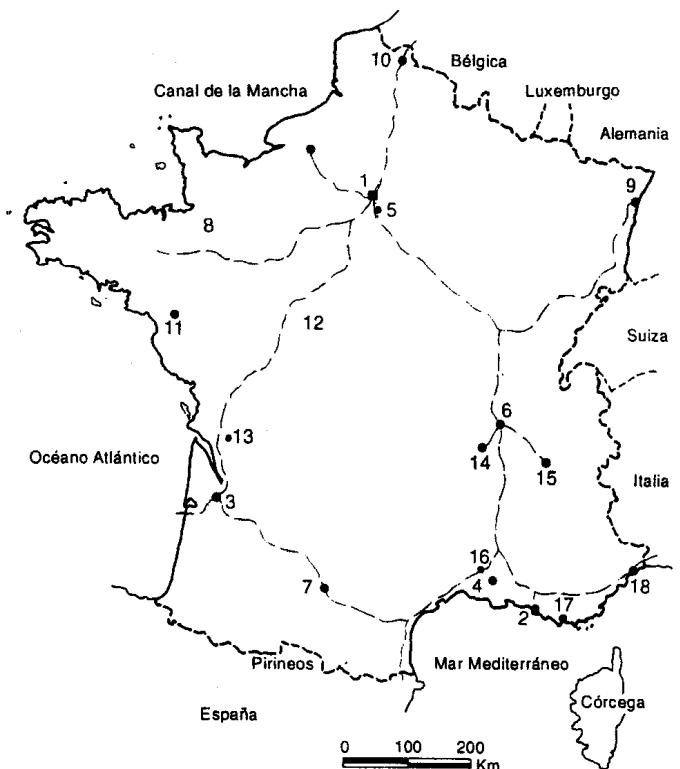 10
Bélgica
Canal de la Mancha
Luxemburgo
Alemania
1
9
5
8
11
12
Suiza
6
13
14
15
Océano Atlántico
Italia
3
16
4
18
7
17
2
Pirineos
Mar Mediterráneo
Córcega
España
0 100 200
Km